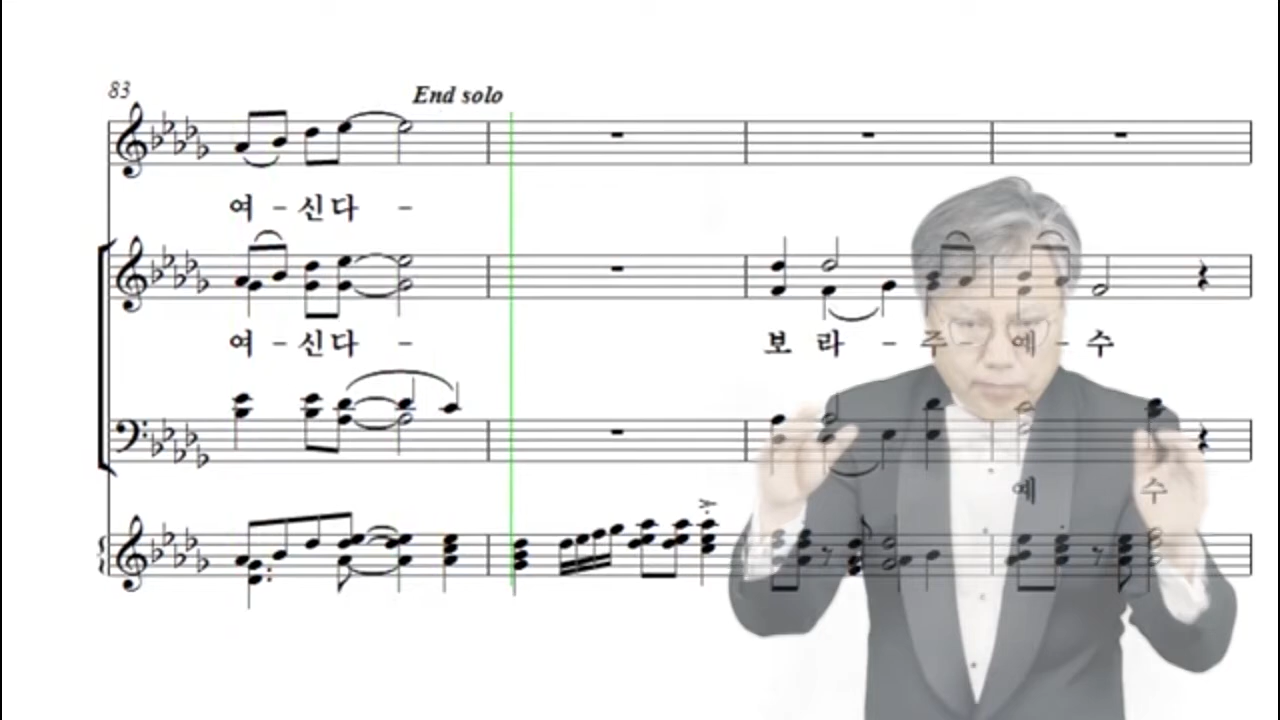 83
End solo
여 - 신 다 -
여 - 신 다 - 보 라 - 주 - 예 - 수
예 수